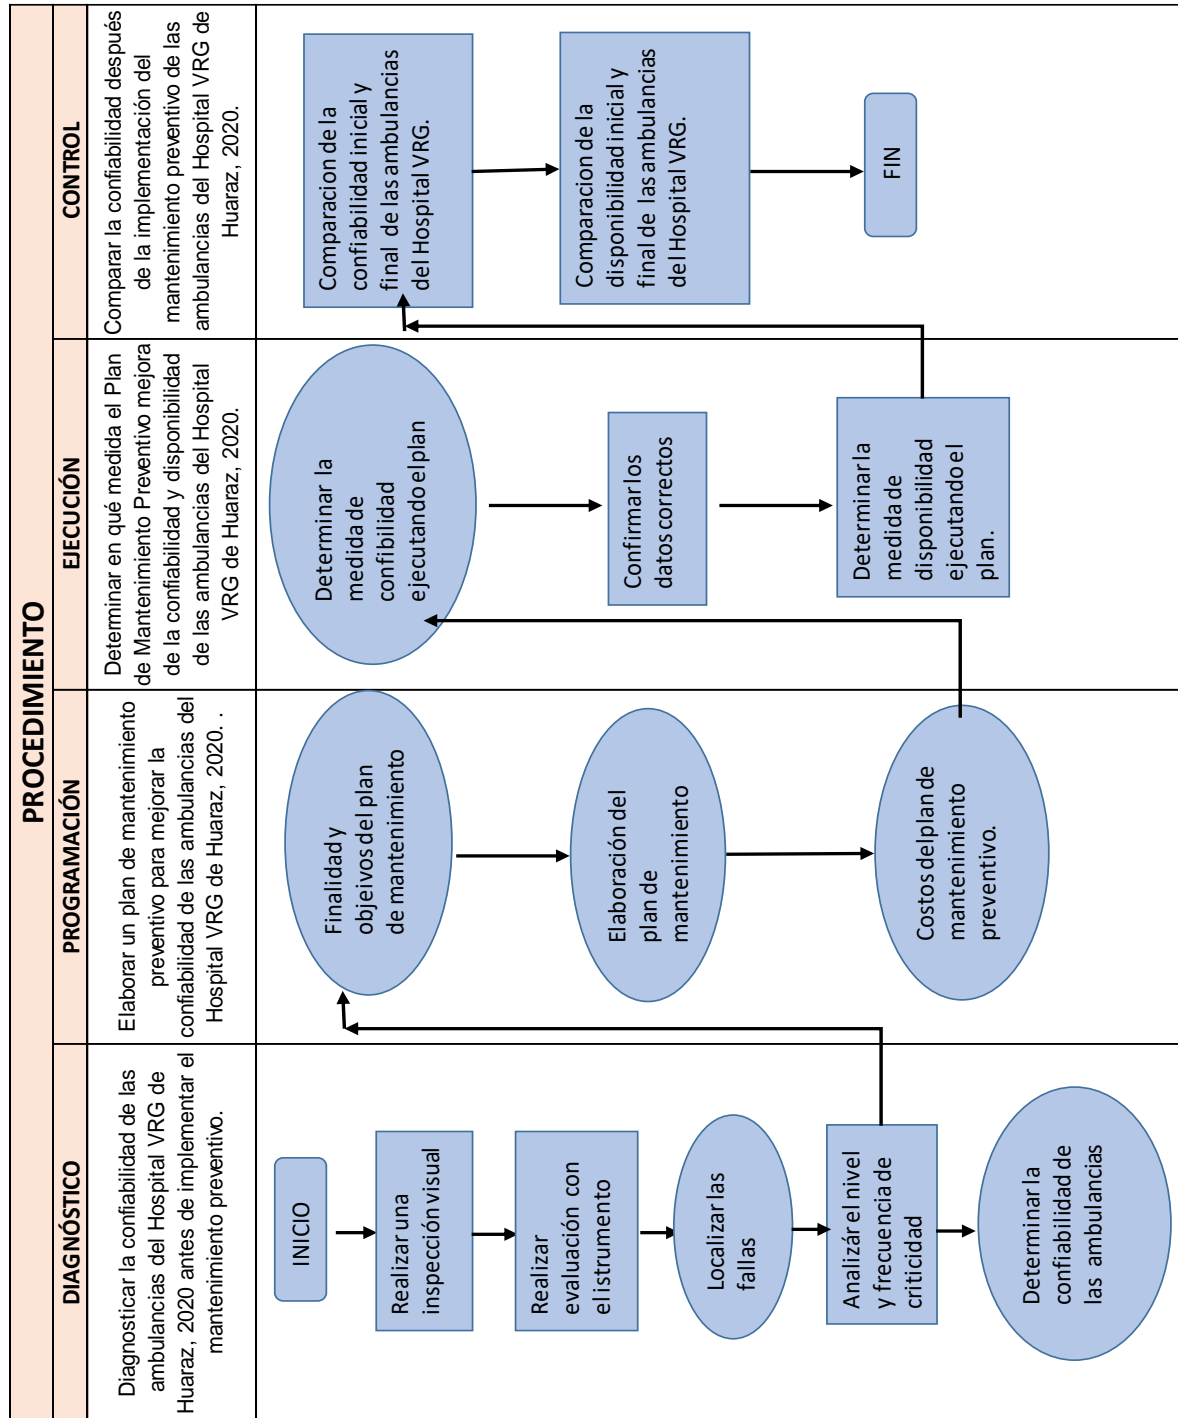 PROCEDIMIENTO
DIAGNÓSTICO
PROGRAMACIÓN
EJECUCIÓN
CONTROL
Diagnosticar la confiabilidad de las
ambulancias del Hospital VRG de
Huaraz, 2020 antes de implementar el
mantenimiento preventivo.
Elaborar un plan de mantenimiento
preventivo para mejorar la
confiabilidad de las ambulancias del
Hospital VRG de Huaraz, 2020. .
Determinar en qué medida el Plan
de Mantenimiento Preventivo mejora
de la confiabilidad y disponibilidad
de las ambulancias del Hospital
VRG de Huaraz, 2020.
Comparar la confiabilidad después
de la implementación del
mantenimiento preventivo de las
ambulancias del Hospital VRG de
Huaraz, 2020.
INICIO
Realizar una
inspección visual
Realizar
evaluación con
el istrumento
Localizar las
fallas
Analizár el nivel
y frecuencia de
criticidad
Determinar la
confiabilidad de
las ambulancias
Finalidad y
objeivos del plan
de mantenimiento
Elaboración del
plan de
mantenimiento
Costos del plan de
mantenimiento
preventivo.
Determinar la
medida de
confibilidad
ejecutando el plan
Confirmar los
datos correctos
Determinar la
medida de
disponibilidad
ejecutando el
plan.
Comparacion de la
confiabilidad inicial y
final de las ambulancias
del Hospital VRG.
Comparacion de la
disponibilidad inicial y
final de las ambulancias
del Hospital VRG.
FIN